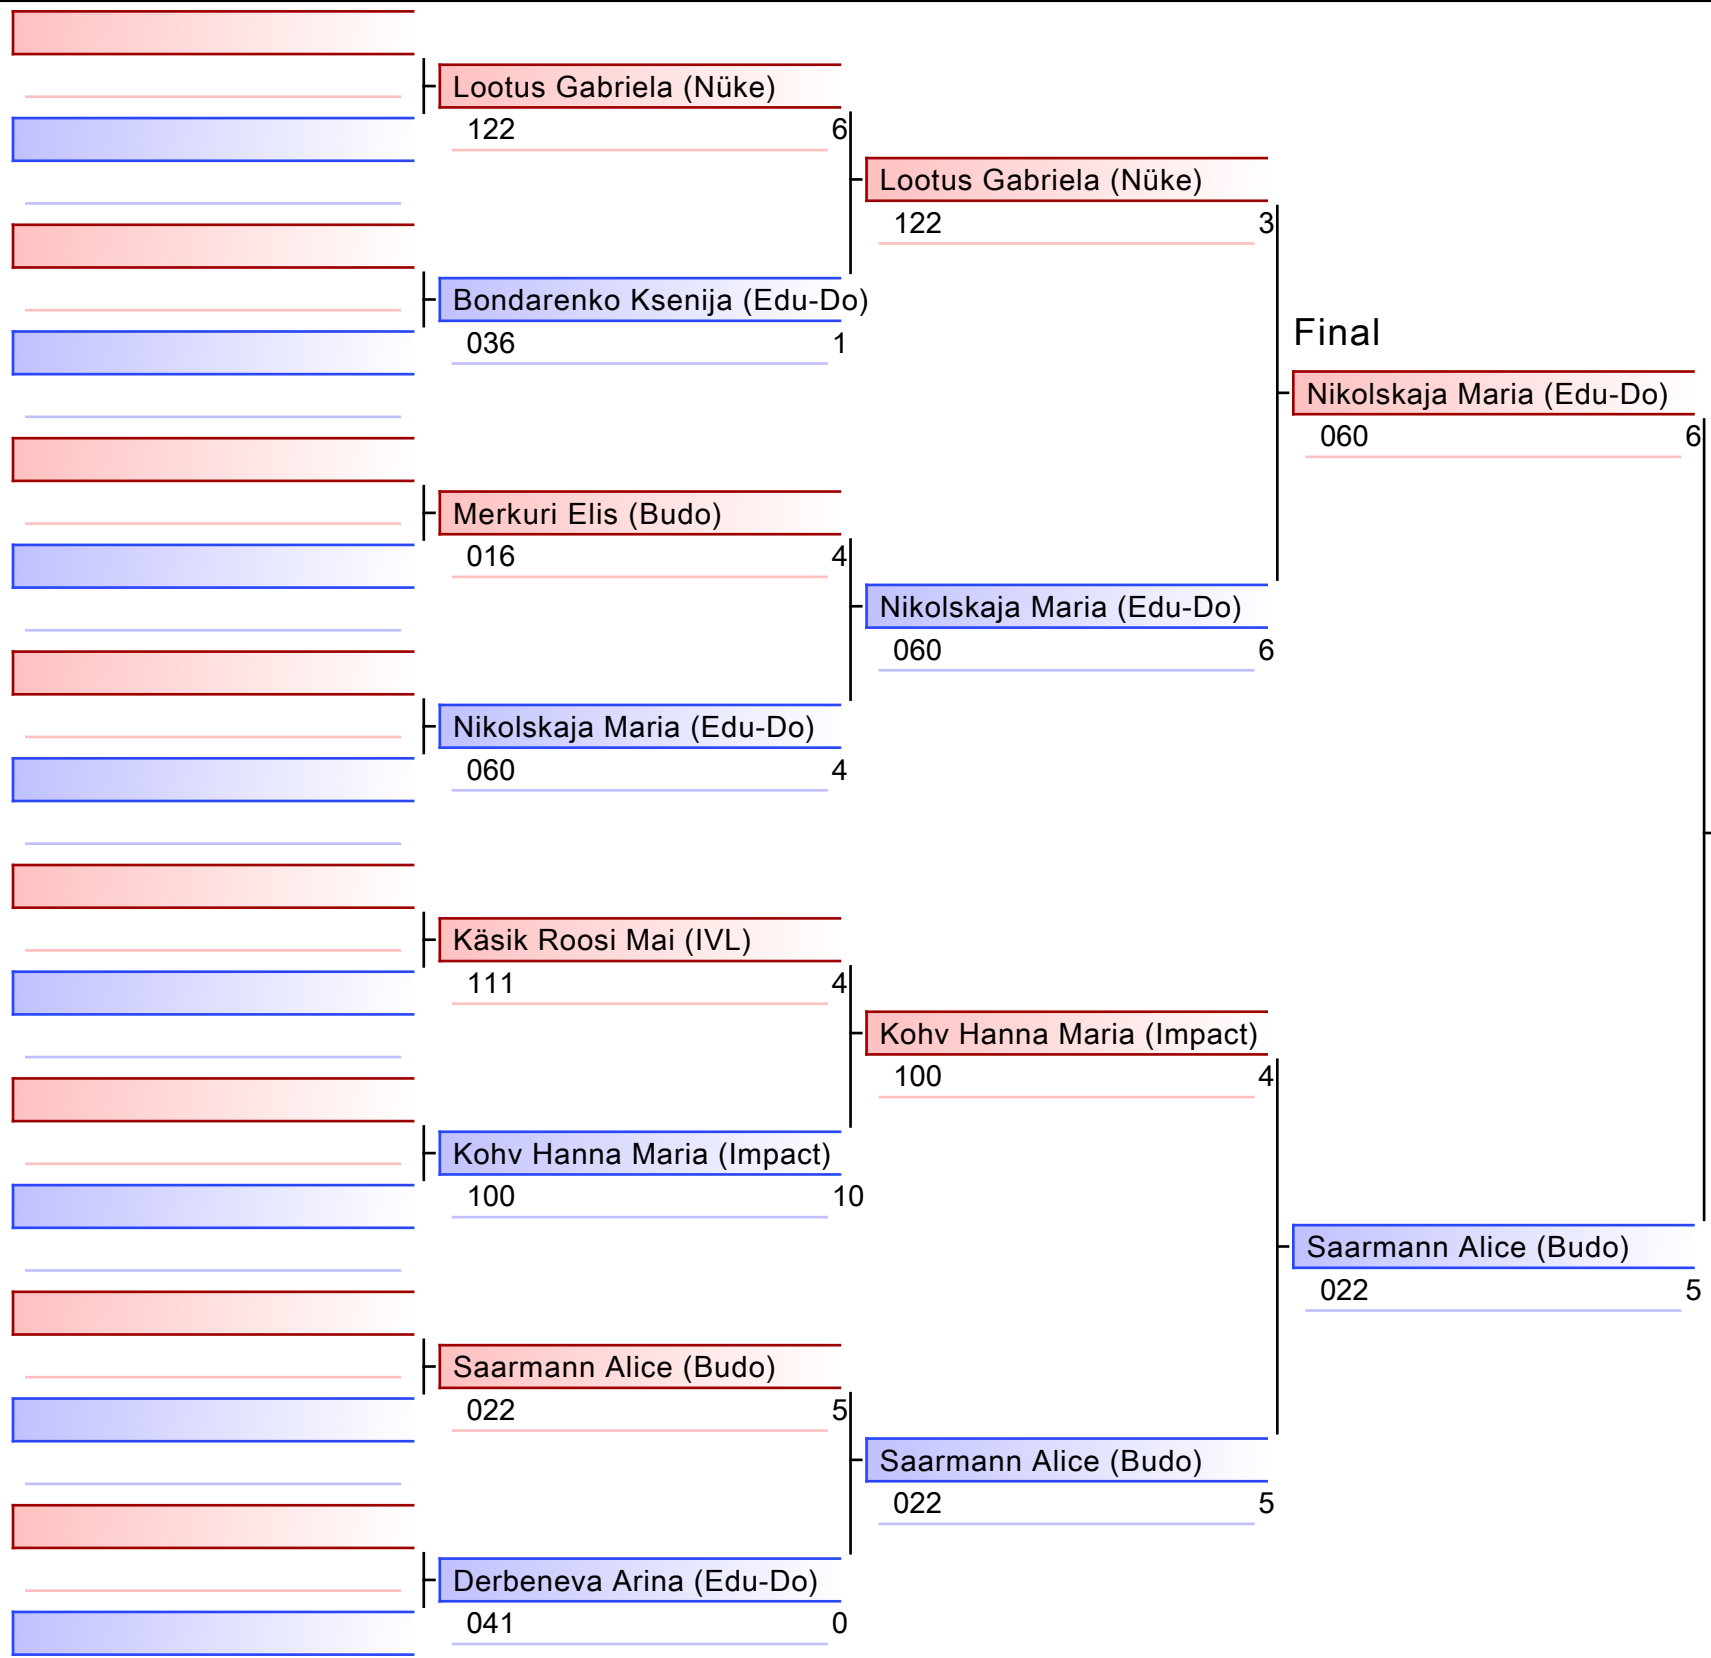 Lootus Gabriela (Nüke)
122 6
Bondarenko Ksenija (Edu-Do)
036 1
Merkuri Elis (Budo)
016 4
Nikolskaja Maria (Edu-Do)
060 4
Käsik Roosi Mai (IVL)
111 4
Kohv Hanna Maria (Impact)
100 10
Saarmann Alice (Budo)
022 5
Derbeneva Arina (Edu-Do)
041 0
Lootus Gabriela (Nüke)
122 3
Nikolskaja Maria (Edu-Do)
060 6
Kohv Hanna Maria (Impact)
100 4
Saarmann Alice (Budo)
022 5
Final
Nikolskaja Maria (Edu-Do)
060 6
Saarmann Alice (Budo)
022 5